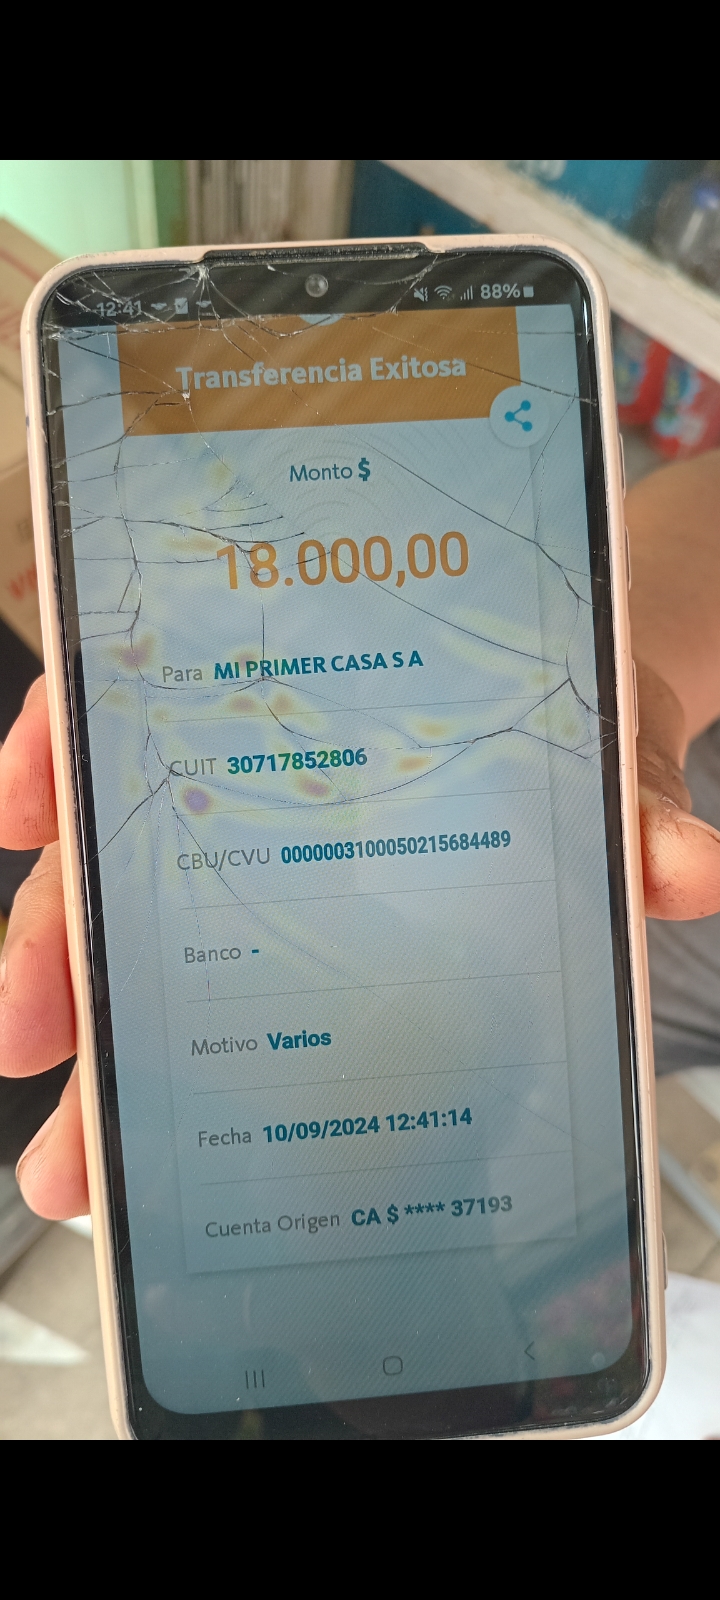 12:41
88%
Transferencia Exitosa
Monto $
18.000,00
Para MI PRIMER CASA S A
CUIT 30717852806
CBU/CVU 0000003100050215684489
Banco -
Motivo Varios
Fecha 10/09/2024 12:41:14
Cuenta Origen CA $ **** 37193